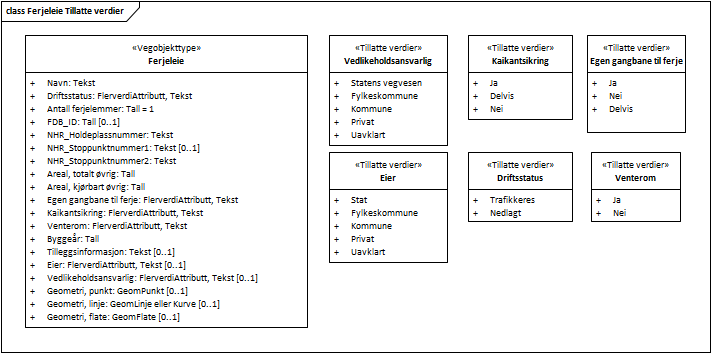 class Ferjeleie Tillatte verdier
«Vegobjekttype»
Ferjeleie
+ Navn: Tekst
+ Driftsstatus: FlerverdiAttributt, Tekst
+ Antall ferjelemmer: Tall = 1
+ FDB_ID: Tall [0..1]
+ NHR_Holdeplassnummer: Tekst
+ NHR_Stoppunktnummer1: Tekst [0..1]
+ NHR_Stoppunktnummer2: Tekst
+ Areal, totalt øvrig: Tall
+ Areal, kjørbart øvrig: Tall
+ Egen gangbane til ferje: FlerverdiAttributt, Tekst
+ Kaikantsikring: FlerverdiAttributt, Tekst
+ Venterom: FlerverdiAttributt, Tekst
+ Byggeår: Tall
+ Tilleggsinformasjon: Tekst [0..1]
+ Eier: FlerverdiAttributt, Tekst [0..1]
+ Vedlikeholdsansvarlig: FlerverdiAttributt, Tekst [0..1]
+ Geometri, punkt: GeomPunkt [0..1]
+ Geometri, linje: GeomLinje eller Kurve [0..1]
+ Geometri, flate: GeomFlate [0..1]
«Tillatte verdier»
Vedlikeholdsansvarlig
+ Statens vegvesen
+ Fylkeskommune
+ Kommune
+ Privat
+ Uavklart
«Tillatte verdier»
Kaikantsikring
+ Ja
+ Delvis
+ Nei
«Tillatte verdier»
Egen gangbane til ferje
+ Ja
+ Nei
+ Delvis
«Tillatte verdier»
Eier
+ Stat
+ Fylkeskommune
+ Kommune
+ Privat
+ Uavklart
«Tillatte verdier»
Driftsstatus
+ Trafikkeres
+ Nedlagt
«Tillatte verdier»
Venterom
+ Ja
+ Nei